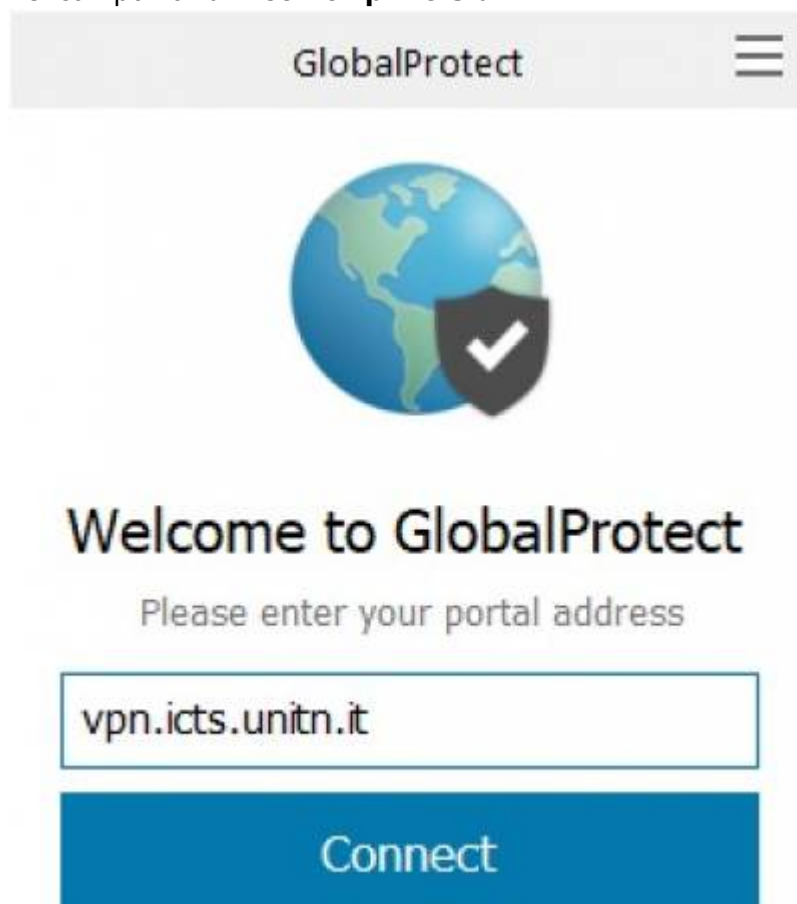 GlobalProtect
Welcome to GlobalProtect
Please enter your portal address
vpn.icts.unitn.it
Connect